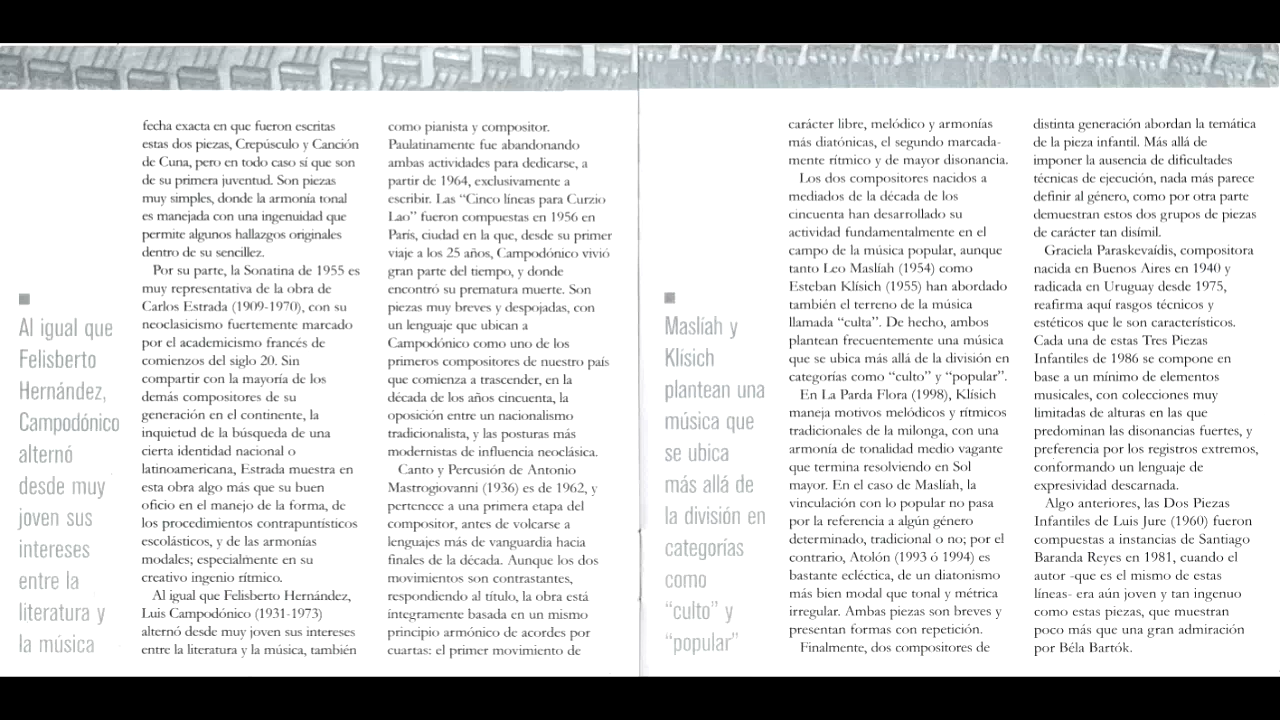 Al igual que
Felisberto
Hernández,
Campodónico
alternó
desde muy
joven sus
intereses
entre la
literatura y
la música
fecha exacta en que fueron escritas
estas dos piezas, Crepúsculo y Canción
de Cuna, pero en todo caso sí que son
de su primera juventud. Son piezas
muy simples, donde la armonía tonal
es manejada con una ingenuidad que
permite algunos hallazgos originales
dentro de su sencillez.
Por su parte, la Sonatina de 1955 es
muy representativa de la obra de
Carlos Estrada (1909-1970), con su
neoclasicismo fuertemente marcado
por el academicismo francés de
comienzos del siglo 20. Sin
compartir con la mayoría de los
demás compositores de su
generación en el continente, la
inquietud de la búsqueda de una
cierta identidad nacional o
latinoamericana, Estrada muestra en
esta obra algo más que su buen
oficio en el manejo de la forma, de
los procedimientos contrapuntísticos
escolásticos, y de las armonías
modales; especialmente en su
creativo ingenio rítmico.
Al igual que Felisberto Hernández,
Luis Campodónico (1931-1973)
alternó desde muy joven sus intereses
entre la literatura y la música, también
como pianista y compositor.
Paulatinamente fue abandonando
ambas actividades para dedicarse, a
partir de 1964, exclusivamente a
escribir. Las “Cinco líneas para Curzio
Lao” fueron compuestas en 1956 en
París, ciudad en la que, desde su primer
viaje a los 25 años, Campodónico vivió
gran parte del tiempo, y donde
encontró su prematura muerte. Son
piezas muy breves y despojadas, con
un lenguaje que ubican a
Campodónico como uno de los
primeros compositores de nuestro país
que comienza a trascender, en la
década de los años cincuenta, la
oposición entre un nacionalismo
tradicionalista, y las posturas más
modernistas de influencia neoclásica.
Canto y Percusión de Antonio
Mastrogiovanni (1936) es de 1962, y
pertenece a una primera etapa del
compositor, antes de volcarse a
lenguajes más de vanguardia hacia
finales de la década. Aunque los dos
movimientos son contrastantes,
respondiendo al título, la obra está
íntegramente basada en un mismo
principio armónico de acordes por
cuartas: el primer movimiento de
Maslíah y
Klísich
plantean una
música que
se ubica
más allá de
la división en
categorías
como
“culto” y
“popular”
carácter libre, melódico y armonías
más diatónicas, el segundo marcada-
mente rítmico y de mayor disonancia.
Los dos compositores nacidos a
mediados de la década de los
cincuenta han desarrollado su
actividad fundamentalmente en el
campo de la música popular, aunque
tanto Leo Maslíah (1954) como
Esteban Klísich (1955) han abordado
también el terreno de la música
llamada “culta”. De hecho, ambos
plantean frecuentemente una música
que se ubica más allá de la división en
categorías como “culto” y “popular”.
En La Parda Flora (1998), Klísich
maneja motivos melódicos y rítmicos
tradicionales de la milonga, con una
armonía de tonalidad medio vagante
que termina resolviendo en Sol
mayor. En el caso de Maslíah, la
vinculación con lo popular no pasa
por la referencia a algún género
determinado, tradicional o no; por el
contrario, Atolón (1993 ó 1994) es
bastante ecléctica, de un diatonismo
más bien modal que tonal y métrica
irregular. Ambas piezas son breves y
presentan formas con repetición.
Finalmente, dos compositores de
distinta generación abordan la temática
de la pieza infantil. Más allá de
imponer la ausencia de dificultades
técnicas de ejecución, nada más parece
definir al género, como por otra parte
demuestran estos dos grupos de piezas
de carácter tan disímil.
Graciela Paraskevaídis, compositora
nacida en Buenos Aires en 1940 y
radicada en Uruguay desde 1975,
reafirma aquí rasgos técnicos y
estéticos que le son característicos.
Cada una de estas Tres Piezas
Infantiles de 1986 se compone en
base a un mínimo de elementos
musicales, con colecciones muy
limitadas de alturas en las que
predominan las disonancias fuertes, y
preferencia por los registros extremos,
conformando un lenguaje de
expresividad descarnada.
Algo anteriores, las Dos Piezas
Infantiles de Luis Jure (1960) fueron
compuestas a instancias de Santiago
Baranda Reyes en 1981, cuando el
autor -que es el mismo de estas
líneas- era aún joven y tan ingenuo
como estas piezas, que muestran
poco más que una gran admiración
por Béla Bartók.